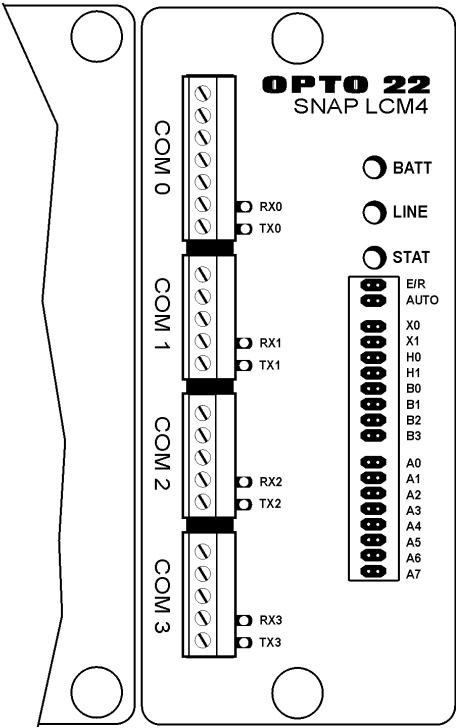 OPTO 22
SNAP LCM4
BATT
LINE
STAT
COM 0
RX0
TX0
COM 1
RX1
TX1
COM 2
RX2
TX2
COM 3
RX3
TX3
E/R
AUTO
X0
X1
H0
H1
B0
B1
B2
B3
A0
A1
A2
A3
A4
A5
A6
A7